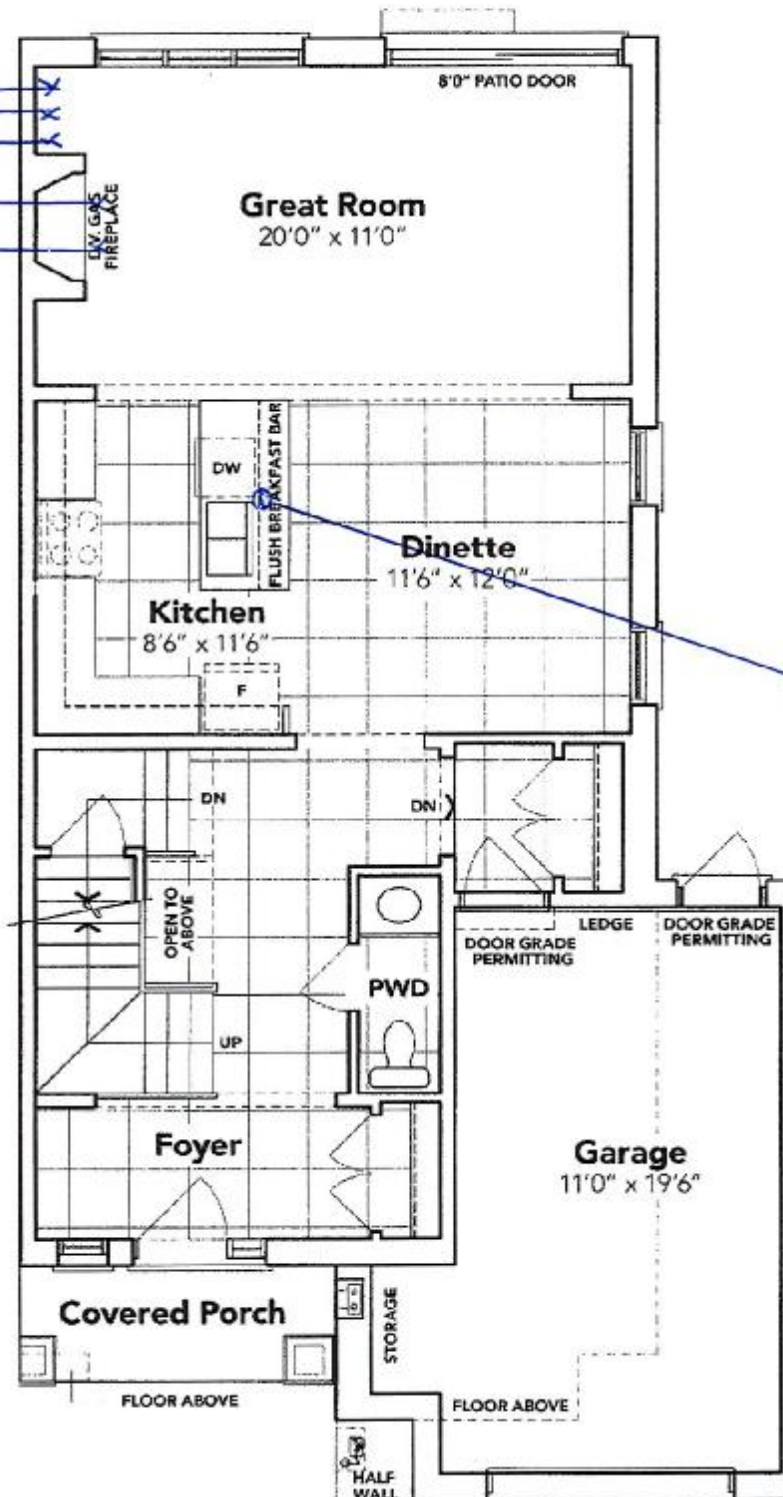 8'0" PATIO DOOR
Great Room
20'0" x 11'0"
D.V. GAS
FIREPLACE
DW
FLUSH BREAKFAST BAR
Dinette
11'6" x 12'0"
Kitchen
8'6" x 11'6"
F
DN
DN
OPEN TO
ABOVE
LEDGE
DOOR GRADE
PERMITTING
DOOR GRADE
PERMITTING
PWD
UP
Foyer
Garage
11'0" x 19'6"
Covered Porch
STORAGE
FLOOR ABOVE
FLOOR ABOVE
HALF
WALL